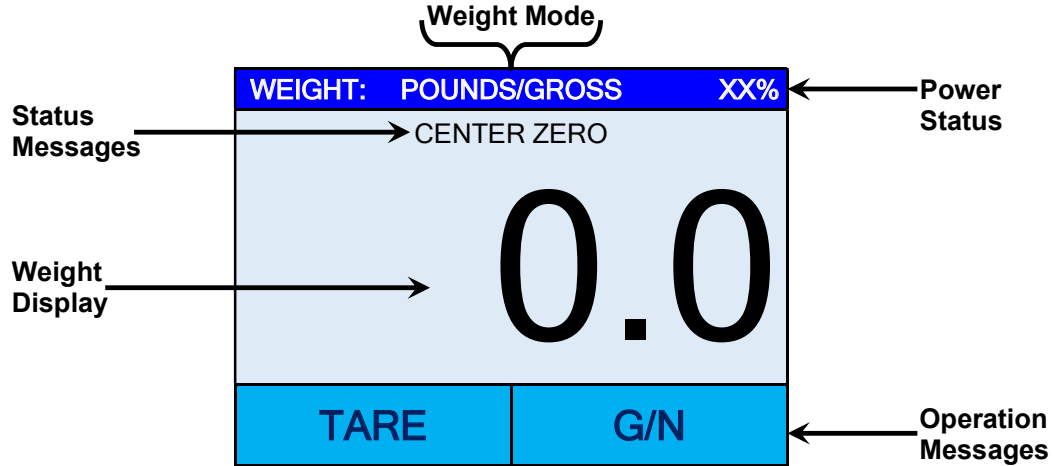 Weight Mode
WEIGHT: POUNDS/GROSS XX%
Power
Status
Status
Messages
CENTER ZERO
0.0
Weight
Display
TARE G/N
Operation
Messages